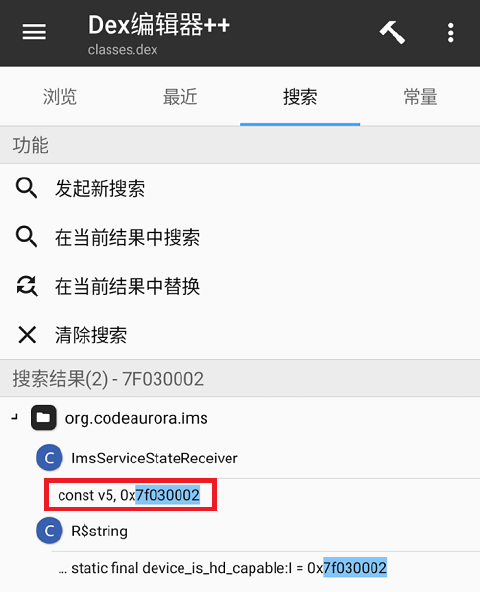 Dex编辑器++
classes.dex
浏览 最近 搜索 常量
功能
发起新搜索
在当前结果中搜索
在当前结果中替换
清除搜索
搜索结果(2) - 7F030002
org.codeaurora.ims
C ImsServiceStateReceiver
const v5, 0x7f030002
C R$string
... static final device_is_hd_capable:I = 0x7f030002